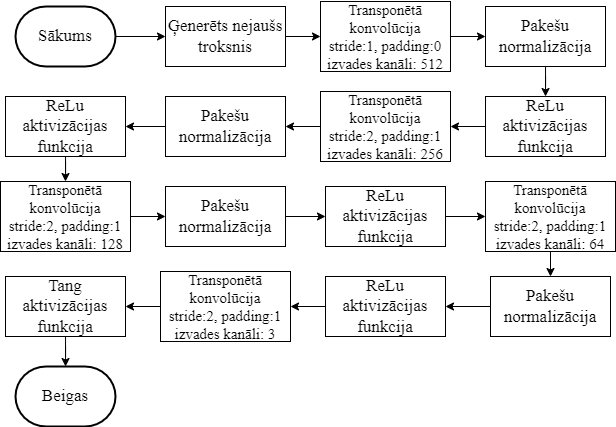 Sākums
Ģenerēts nejaušs
troksnis
Transponētā
konvolūcija
stride:1, padding:0
izvades kanāli: 512
Pakešu
normalizācija
ReLu
aktivizācijas
funkcija
Transponētā
konvolūcija
stride:2, padding:1
izvades kanāli: 256
Pakešu
normalizācija
ReLu
aktivizācijas
funkcija
Transponētā
konvolūcija
stride:2, padding:1
izvades kanāli: 128
Pakešu
normalizācija
ReLu
aktivizācijas
funkcija
Transponētā
konvolūcija
stride:2, padding:1
izvades kanāli: 64
Pakešu
normalizācija
ReLu
aktivizācijas
funkcija
Transponētā
konvolūcija
stride:2, padding:1
izvades kanāli: 3
Tang
aktivizācijas
funkcija
Beigas